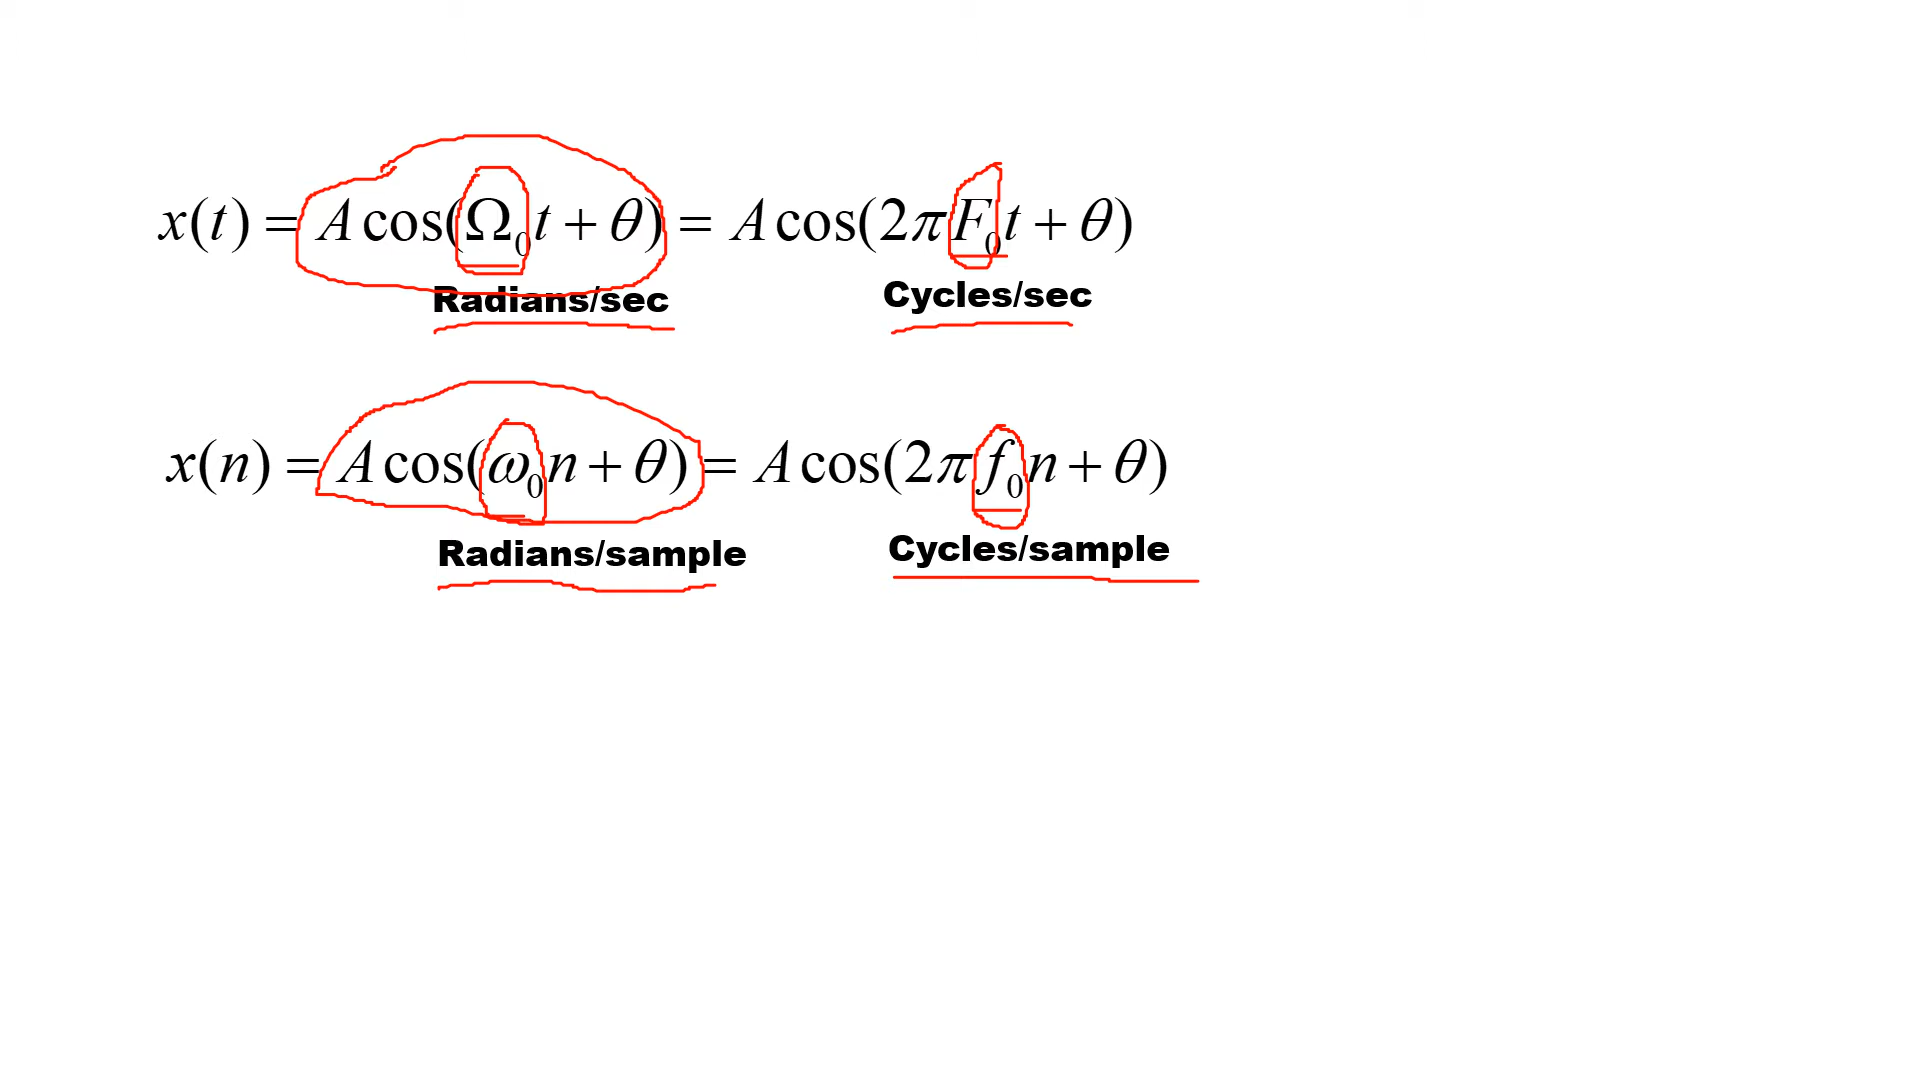 x(t) = A cos(Ω₀t + θ) = A cos(2πF₀t + θ)
Radians/sec Cycles/sec
x(n) = A cos(ω₀n + θ) = A cos(2πf₀n + θ)
Radians/sample Cycles/sample